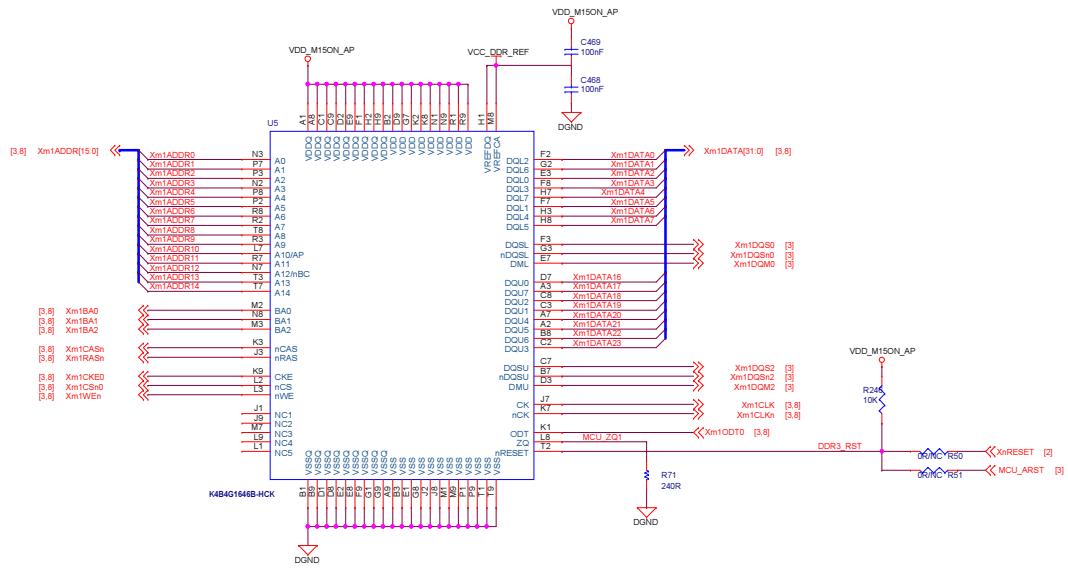 VDD_M15ON_AP
C469
100nF
VDD_M15ON_AP
VCC_DDR_REF
C468
100nF
DGND
U5
A1 A8 C1 C9 D2 E9 F1 H2 H9 B2 D9 G7 K2 K8 N1 N9 R1 R9 H1 M8
VDDQ VDDQ VDDQ VDDQ VDDQ VDDQ VDDQ VDDQ VDDQ VDD VDD VDD VDD VDD VDD VDD VDD VDD VREFDQ VREFCA
[3,8] Xm1ADDR[15:0]
Xm1ADDR0 N3 A0
Xm1ADDR1 P7 A1
Xm1ADDR2 P3 A2
Xm1ADDR3 N2 A3
Xm1ADDR4 P8 A4
Xm1ADDR5 P2 A5
Xm1ADDR6 R8 A6
Xm1ADDR7 R2 A7
Xm1ADDR8 T8 A8
Xm1ADDR9 R3 A9
Xm1ADDR10 L7 A10/AP
Xm1ADDR11 R7 A11
Xm1ADDR12 N7 A12/nBC
Xm1ADDR13 T3 A13
Xm1ADDR14 T7 A14
[3,8] Xm1BA0 M2 BA0
[3,8] Xm1BA1 N8 BA1
[3,8] Xm1BA2 M3 BA2
[3,8] Xm1CASn K3 nCAS
[3,8] Xm1RASn J3 nRAS
[3,8] Xm1CKE0 K9 CKE
[3,8] Xm1CSn0 L2 nCS
[3,8] Xm1WEn L3 nWE
J1 NC1
J9 NC2
M7 NC3
L9 NC4
L1 NC5
DQL2 F2 Xm1DATA0
DQL6 G2 Xm1DATA1
DQL0 E3 Xm1DATA2
DQL3 F8 Xm1DATA3
DQL7 H7 Xm1DATA4
DQL1 F7 Xm1DATA5
DQL4 H3 Xm1DATA6
DQL5 H8 Xm1DATA7
Xm1DATA[31:0] [3,8]
DQSL F3 Xm1DQS0 [3]
nDQSL G3 Xm1DQSn0 [3]
DML E7 Xm1DQM0 [3]
DQU0 D7 Xm1DATA16
DQU7 A3 Xm1DATA17
DQU2 C8 Xm1DATA18
DQU1 C3 Xm1DATA19
DQU4 A7 Xm1DATA20
DQU5 A2 Xm1DATA21
DQU6 B8 Xm1DATA22
DQU3 C2 Xm1DATA23
DQSU C7 Xm1DQS2 [3]
nDQSU B7 Xm1DQSn2 [3]
DMU D3 Xm1DQM2 [3]
CK J7 Xm1CLK [3,8]
nCK K7 Xm1CLKn [3,8]
ODT K1 Xm1ODT0 [3,8]
ZQ L8 MCU_ZQ1
nRESET T2 DDR3_RST
VDD_M15ON_AP
R246
10K
0R/NC R50 XnRESET [2]
0R/NC R51 MCU_ARST [3]
R71
240R
DGND
VSSQ VSSQ VSSQ VSSQ VSSQ VSSQ VSSQ VSSQ VSSQ VSS VSS VSS VSS VSS VSS VSS VSS VSS VSS VSS VSS
K4B4G1646B-HCK
B1 B9 D1 D8 E2 E8 F9 G1 G9 A9 B3 E1 G8 J2 J8 M1 M9 P1 P9 T1 T9
DGND